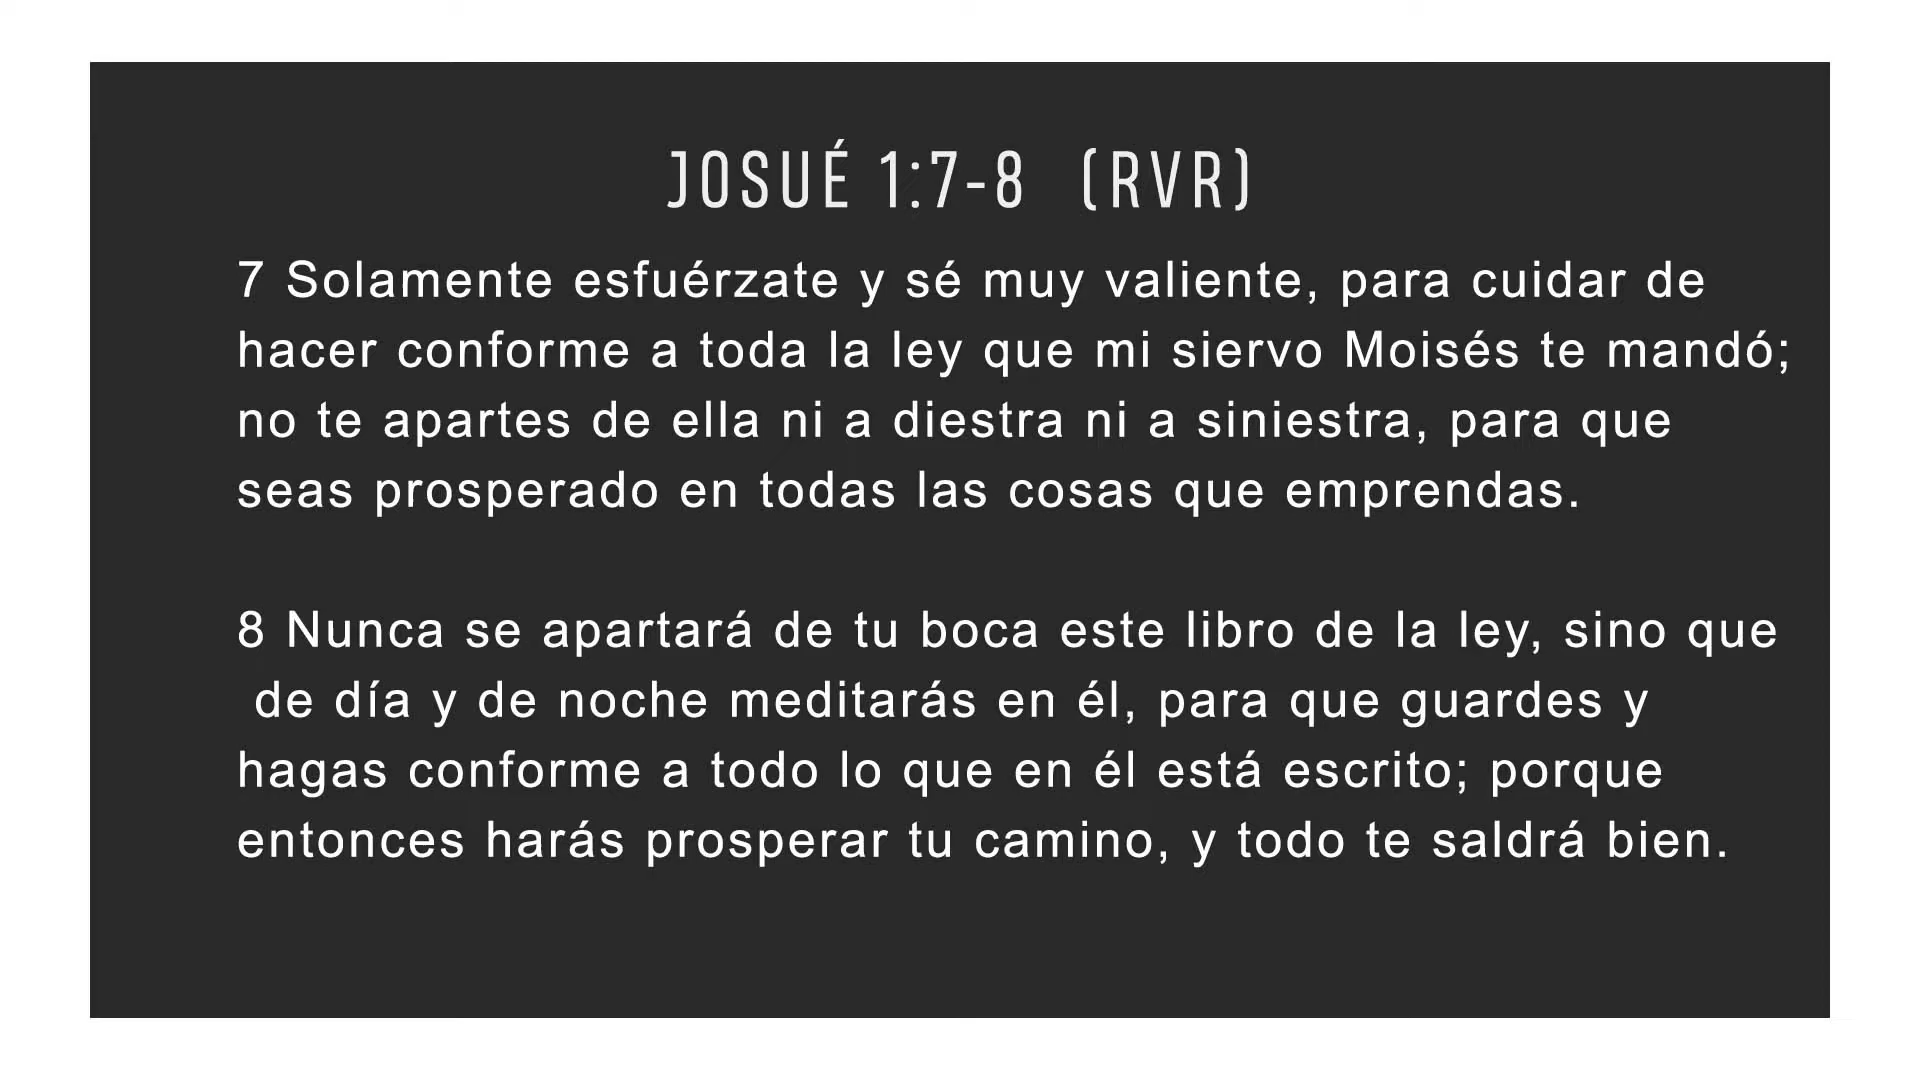 JOSUÉ 1:7-8 (RVR)
7 Solamente esfuérzate y sé muy valiente, para cuidar de
hacer conforme a toda la ley que mi siervo Moisés te mandó;
no te apartes de ella ni a diestra ni a siniestra, para que
seas prosperado en todas las cosas que emprendas.
8 Nunca se apartará de tu boca este libro de la ley, sino que
de día y de noche meditarás en él, para que guardes y
hagas conforme a todo lo que en él está escrito; porque
entonces harás prosperar tu camino, y todo te saldrá bien.